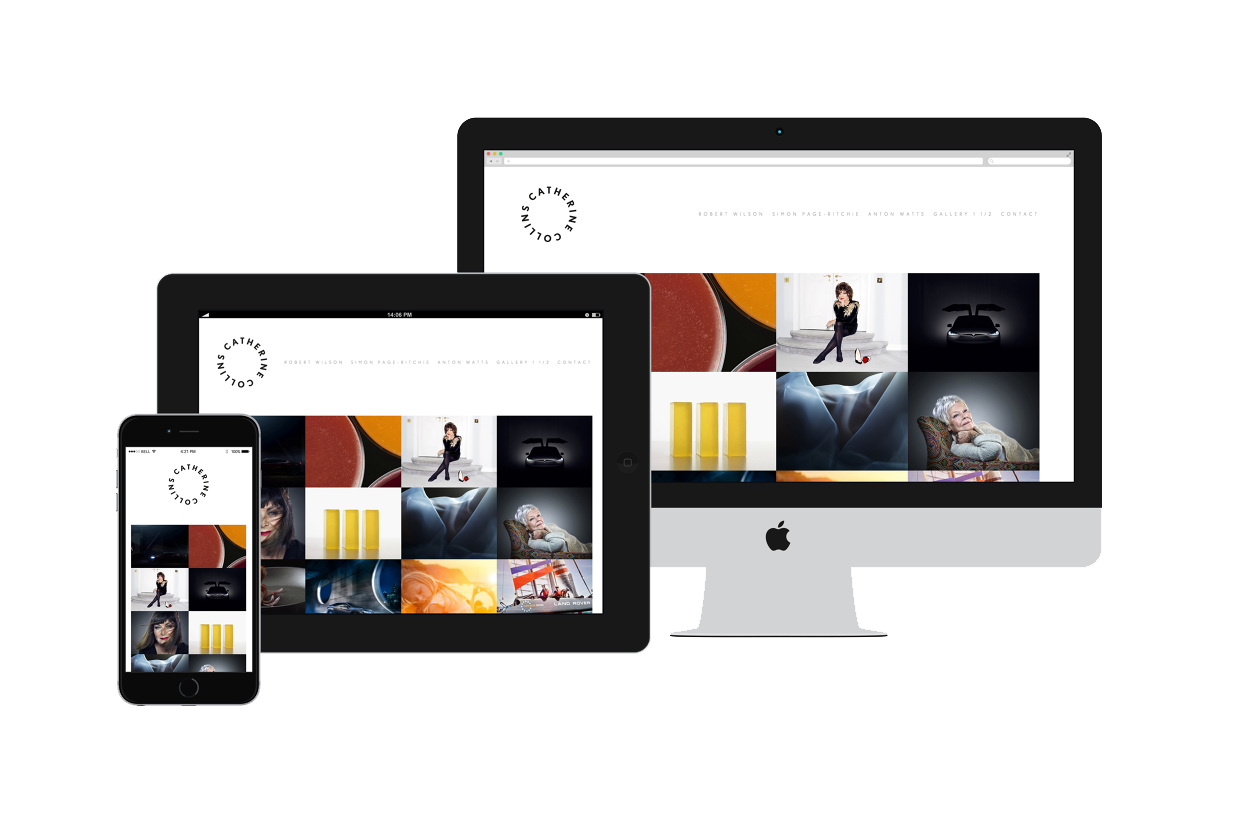 CATHERINE COLLINS
ROBERT WILSON SIMON PAGE-RITCHIE ANTON WATTS GALLERY 1 1/2 CONTACT
14:06 PM
CATHERINE COLLINS
ROBERT WILSON SIMON PAGE-RITCHIE ANTON WATTS GALLERY 1 1/2 CONTACT
LAND ROVER
BELL 4:21 PM 100%
CATHERINE COLLINS